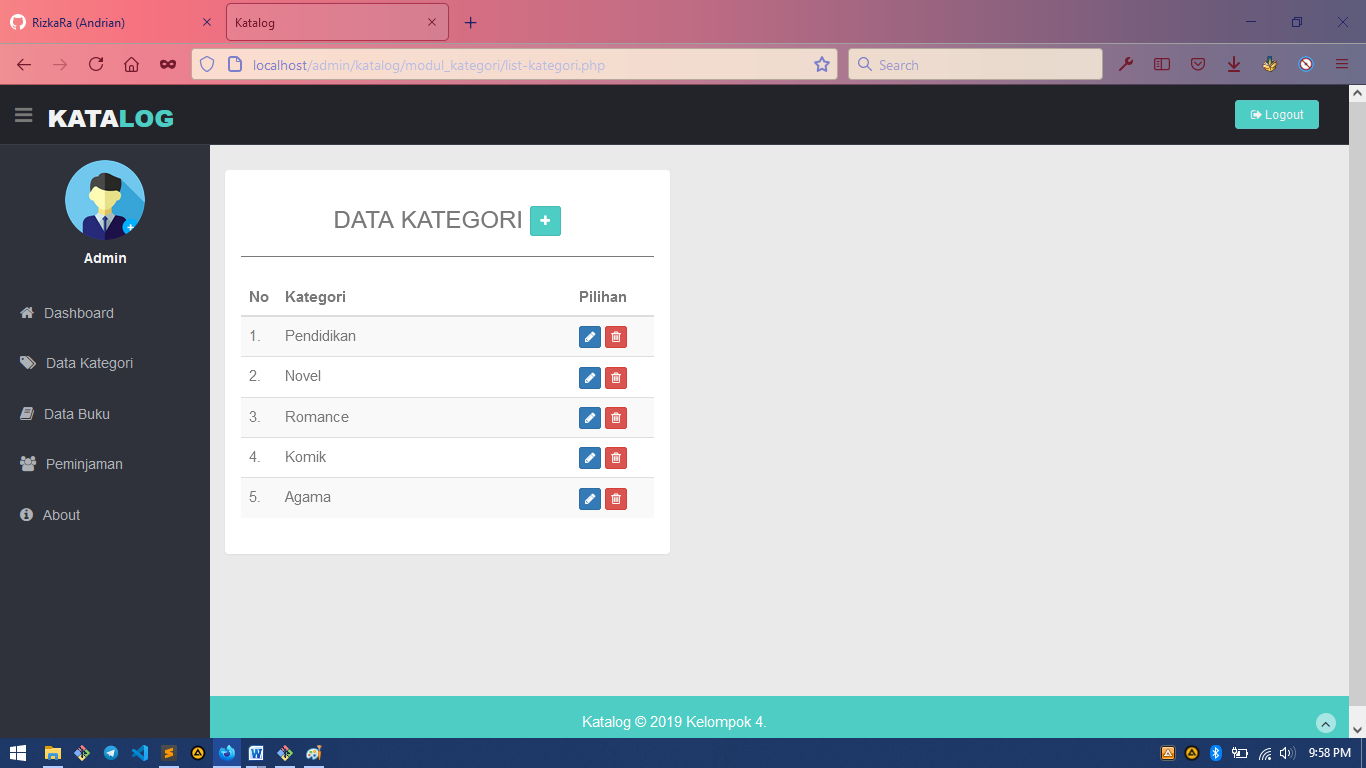 RizkaRa (Andrian)
Katalog
localhost/admin/katalog/modul_kategori/list-kategori.php
Search
KATALOG
Logout
Admin
Dashboard
Data Kategori
Data Buku
Peminjaman
About
DATA KATEGORI
No Kategori Pilihan
1. Pendidikan
2. Novel
3. Romance
4. Komik
5. Agama
Katalog © 2019 Kelompok 4.
9:58 PM